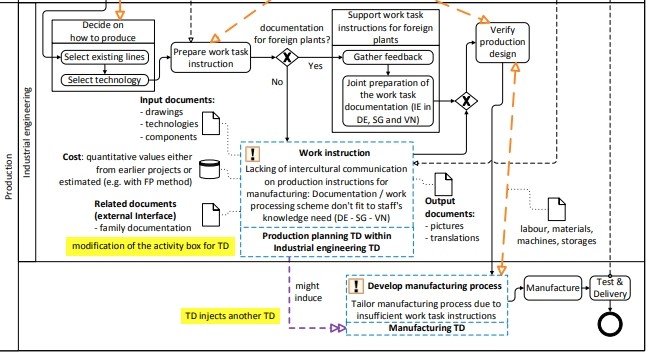 Decide on
how to produce
Select existing lines
Select technology
Prepare work task
instruction
documentation
for foreign plants?
Yes
No
Support work task
instructions for foreign
plants
Gather feedback
Joint preparation of
the work task
documentation (IE in
DE, SG and VN)
Verify
production
design
Production
Industrial engineering
Input documents:
- drawings
- technologies
- components
Cost: quantitative values either
from earlier projects or
estimated (e.g. with FP method)
Related documents
(external Interface)
- family documentation
modification of the activity box for TD
!
Work instruction
Lacking of intercultural communication
on production instructions for
manufacturing: Documentation / work
processing scheme don't fit to staff's
knowledge need (DE - SG - VN)
Production planning TD within
Industrial engineering TD
Output
documents:
- pictures
- translations
labour, materials,
machines, storages
might
induce
TD injects another TD
!
Develop manufacturing process
Tailor manufacturing process due to
insufficient work task instructions
Manufacturing TD
Manufacture
Test &
Delivery